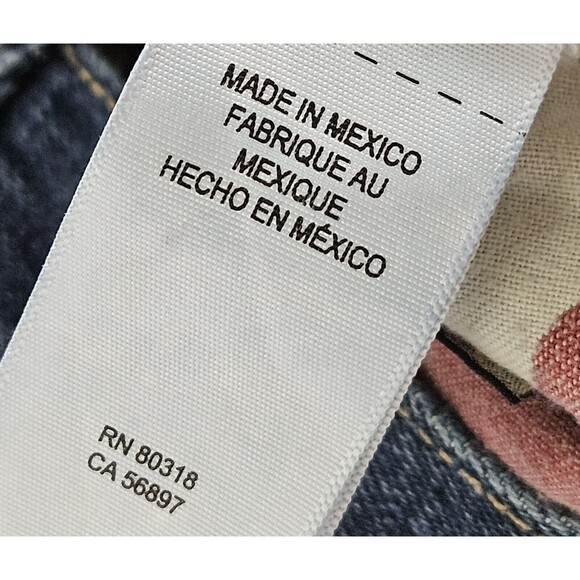 MADE IN MEXICO
FABRIQUE AU
MEXIQUE
HECHO EN MÉXICO
RN 80318
CA 56897